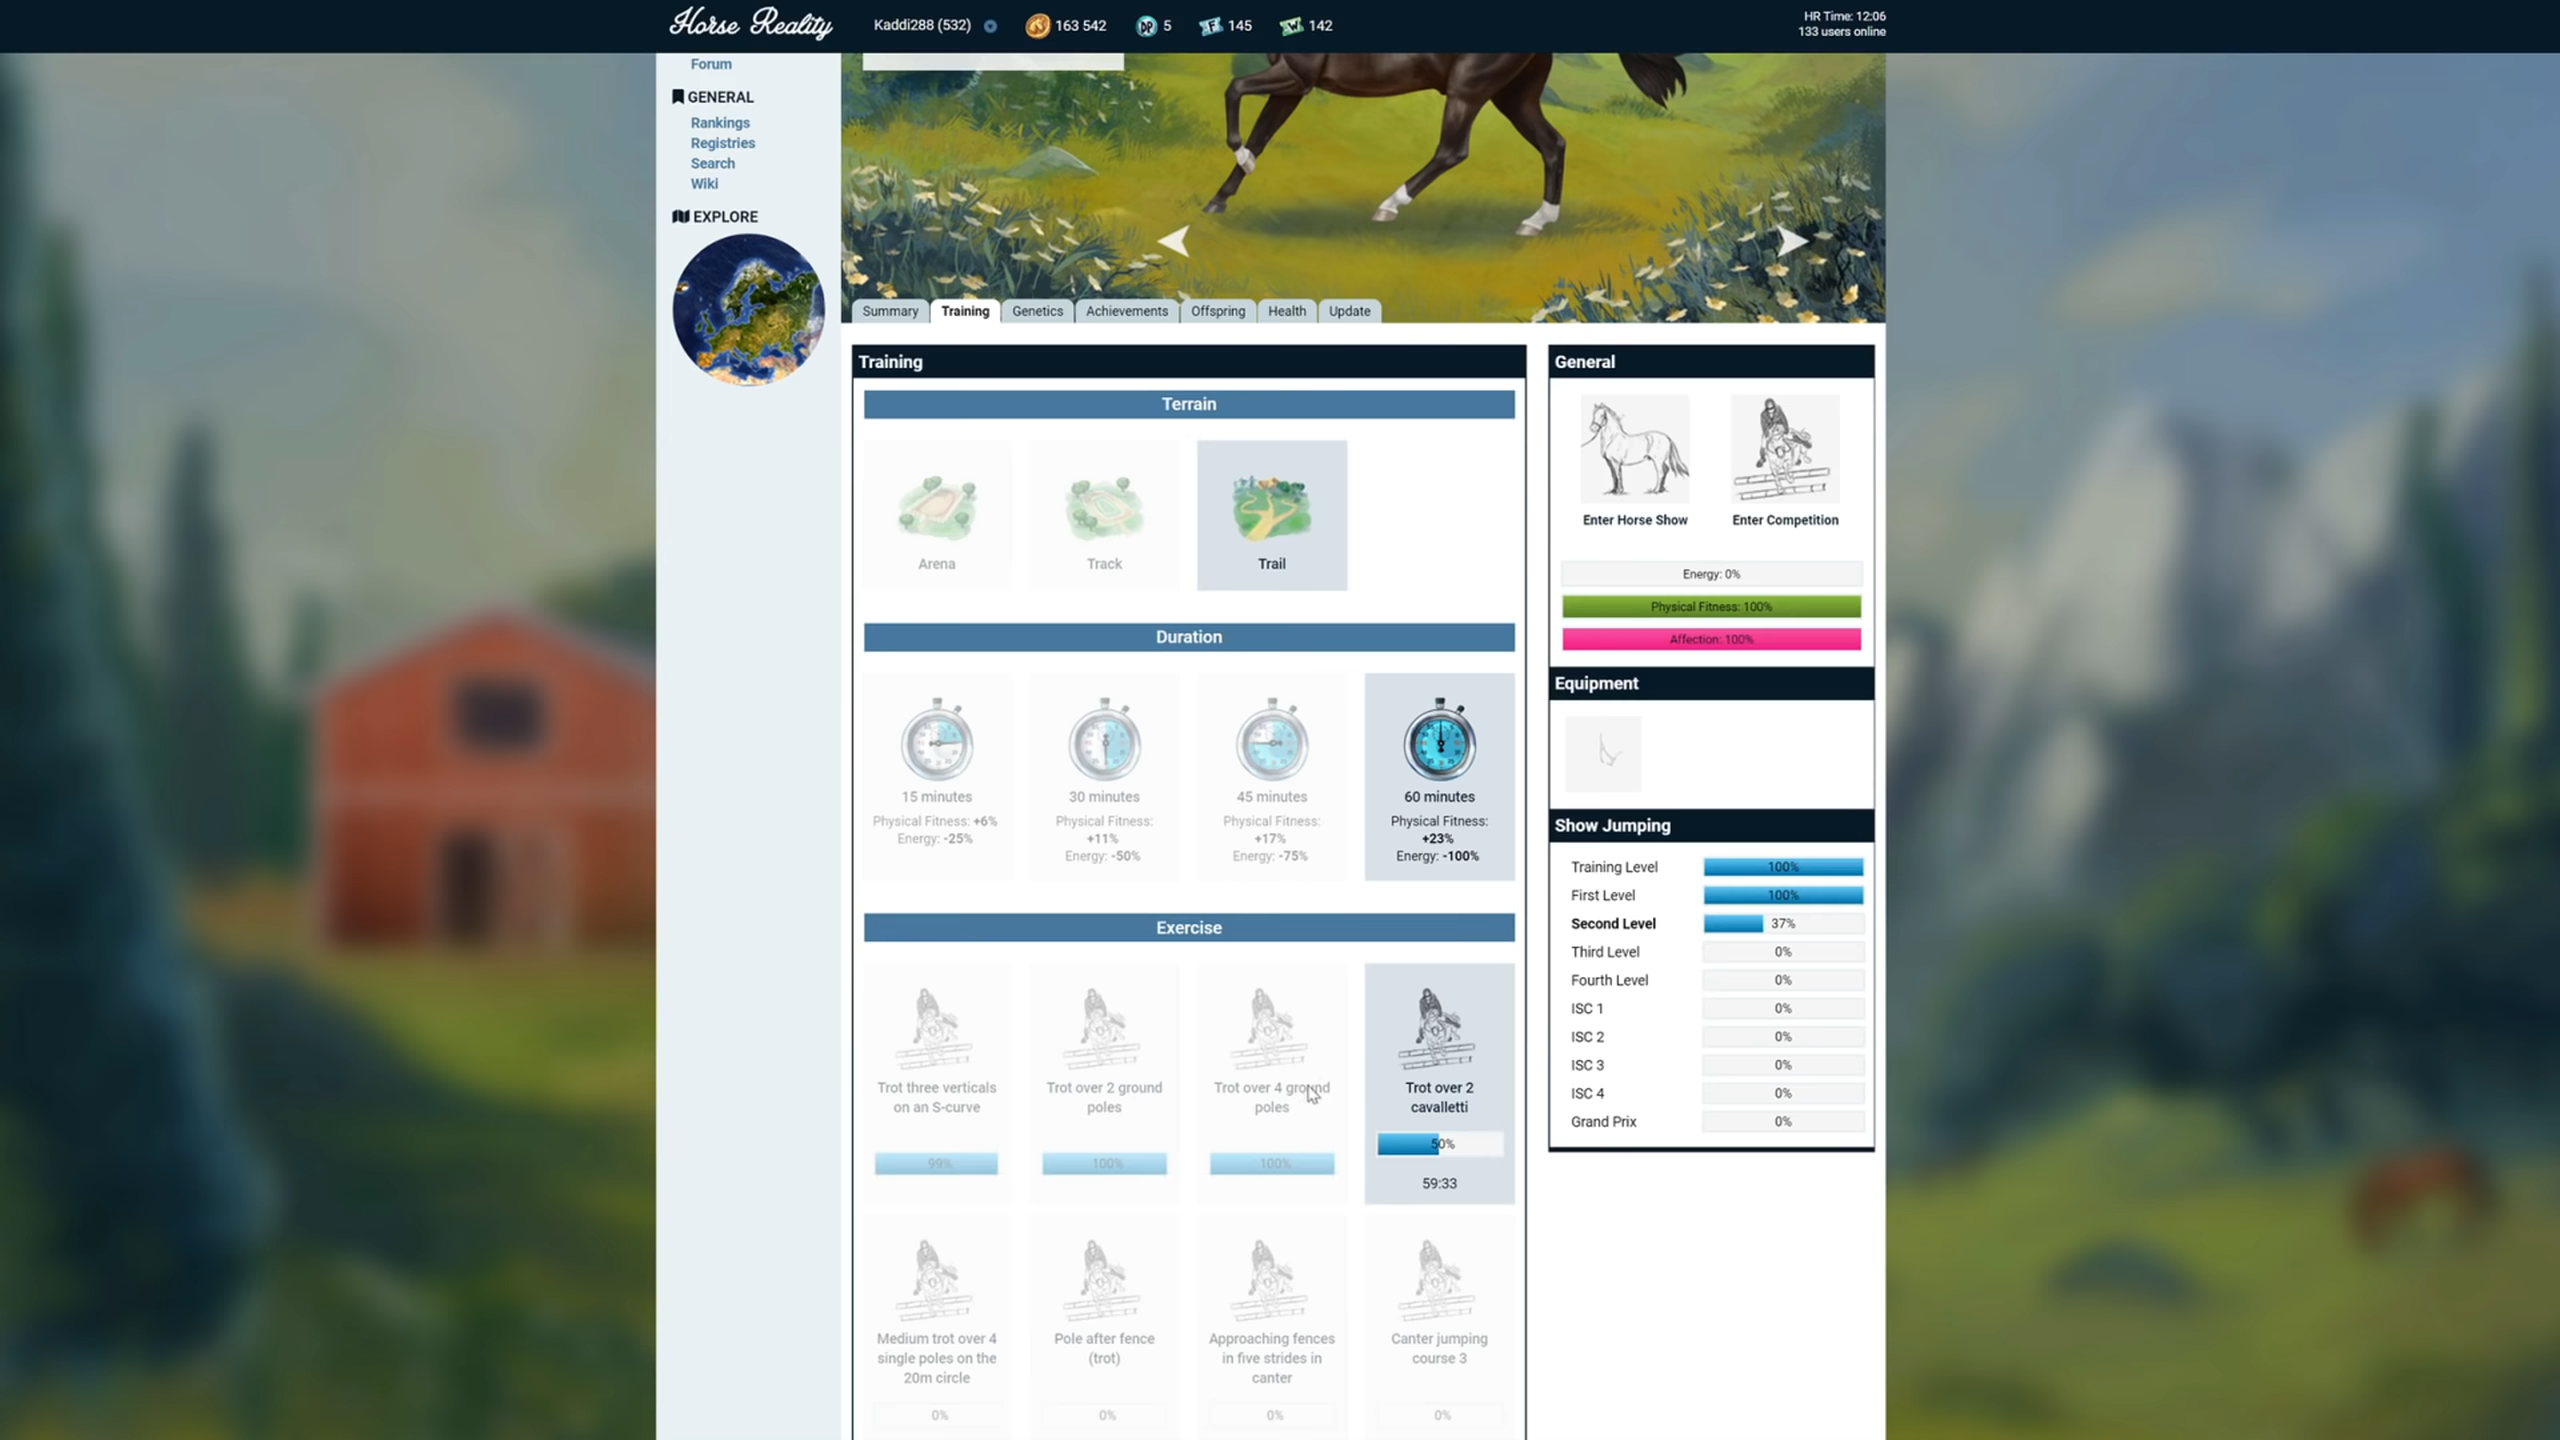 Horse Reality
Kaddi288 (532)
163 542
DP
5
F
145
W
142
HR Time: 12:06
133 users online
Forum
GENERAL
Rankings
Registries
Search
Wiki
EXPLORE
Summary
Training
Genetics
Achievements
Offspring
Health
Update
Training
Terrain
Arena
Track
Trail
Duration
15 minutes
Physical Fitness: +6%
Energy: -25%
30 minutes
Physical Fitness:
+11%
Energy: -50%
45 minutes
Physical Fitness:
+17%
Energy: -75%
60 minutes
Physical Fitness:
+23%
Energy: -100%
Exercise
Trot three verticals
on an S-curve
99%
Trot over 2 ground
poles
100%
Trot over 4 ground
poles
100%
Trot over 2
cavalletti
50%
59:33
Medium trot over 4
single poles on the
20m circle
0%
Pole after fence
(trot)
0%
Approaching fences
in five strides in
canter
0%
Canter jumping
course 3
0%
General
Enter Horse Show
Enter Competition
Energy: 0%
Physical Fitness: 100%
Affection: 100%
Equipment
Show Jumping
Training Level 100%
First Level 100%
Second Level 37%
Third Level 0%
Fourth Level 0%
ISC 1 0%
ISC 2 0%
ISC 3 0%
ISC 4 0%
Grand Prix 0%